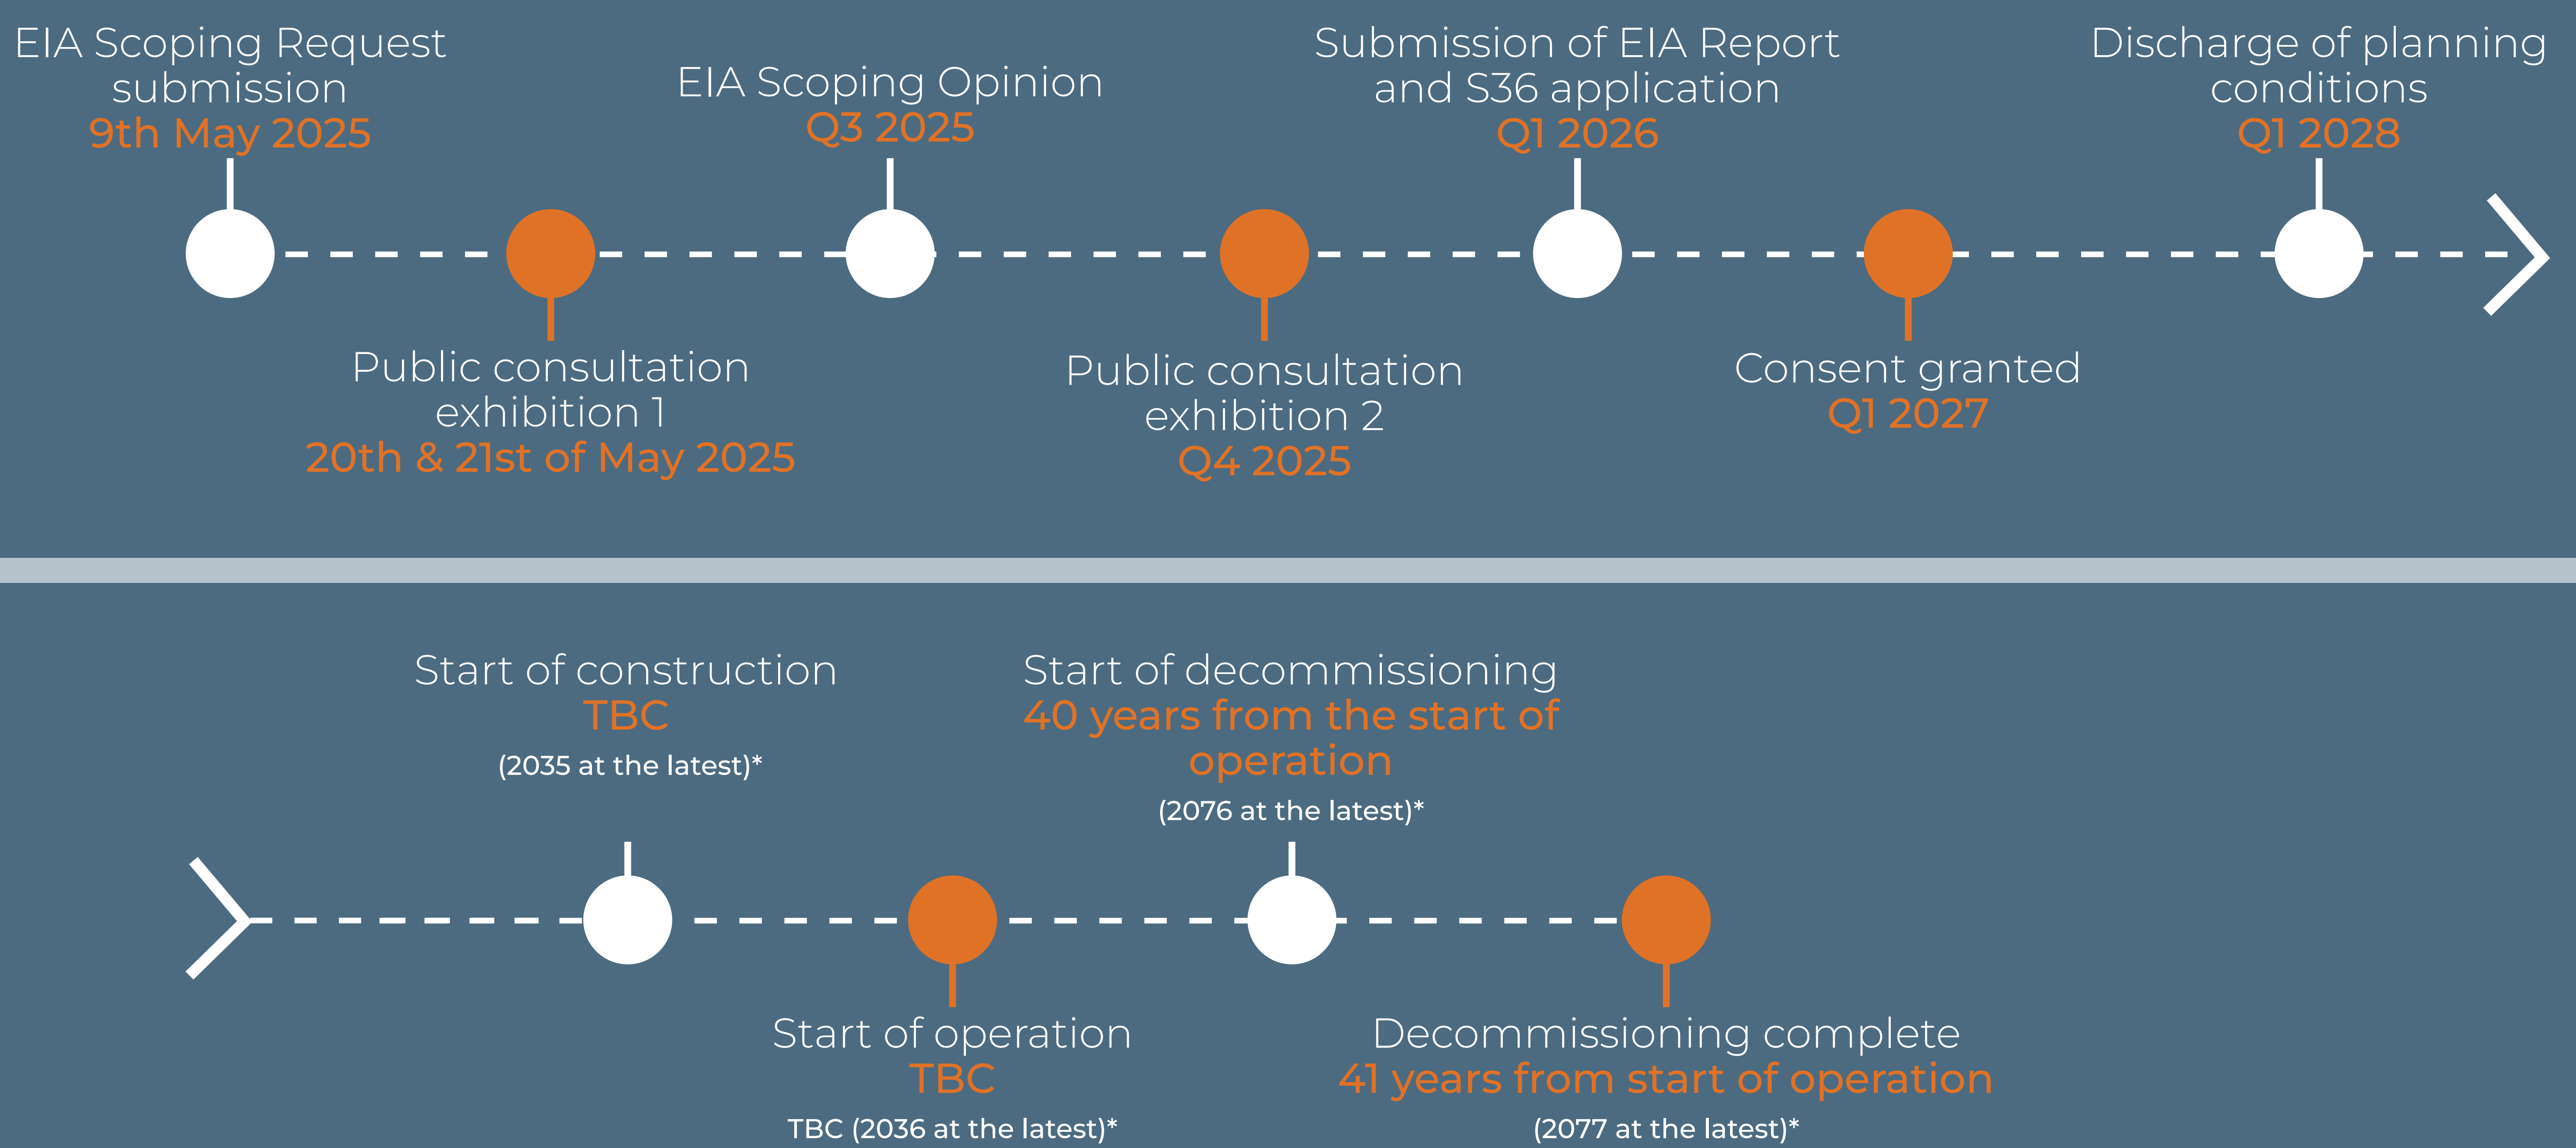 EIA Scoping Request
submission
9th May 2025
Public consultation
exhibition 1
20th & 21st of May 2025
EIA Scoping Opinion
Q3 2025
Public consultation
exhibition 2
Q4 2025
Submission of EIA Report
and S36 application
Q1 2026
Consent granted
Q1 2027
Discharge of planning
conditions
Q1 2028
Start of construction
TBC
(2035 at the latest)*
Start of operation
TBC
TBC (2036 at the latest)*
Start of decommissioning
40 years from the start of
operation
(2076 at the latest)*
Decommissioning complete
41 years from start of operation
(2077 at the latest)*